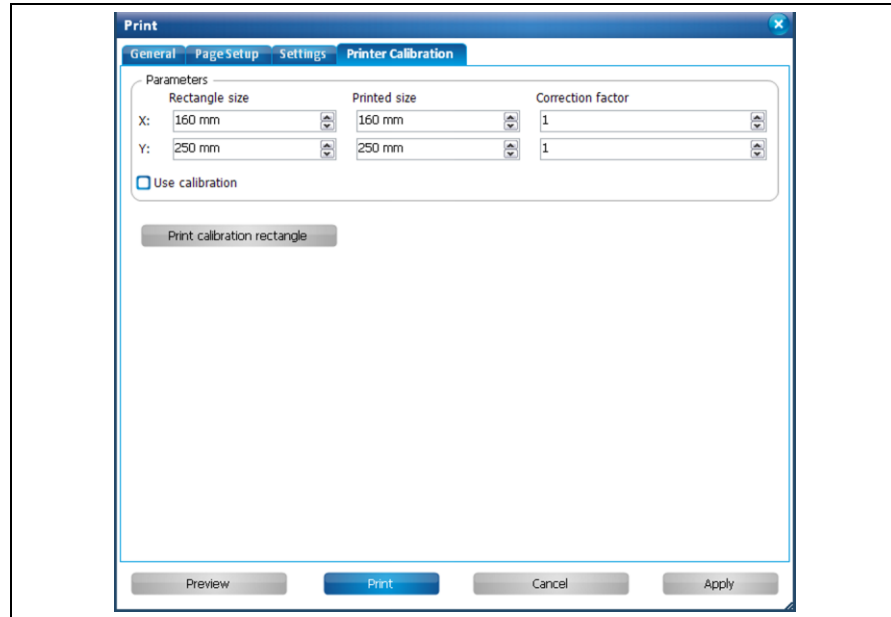 Print
General Page Setup Settings Printer Calibration
Parameters
Rectangle size Printed size Correction factor
X: 160 mm 160 mm 1
Y: 250 mm 250 mm 1
Use calibration
Print calibration rectangle
Preview Print Cancel Apply